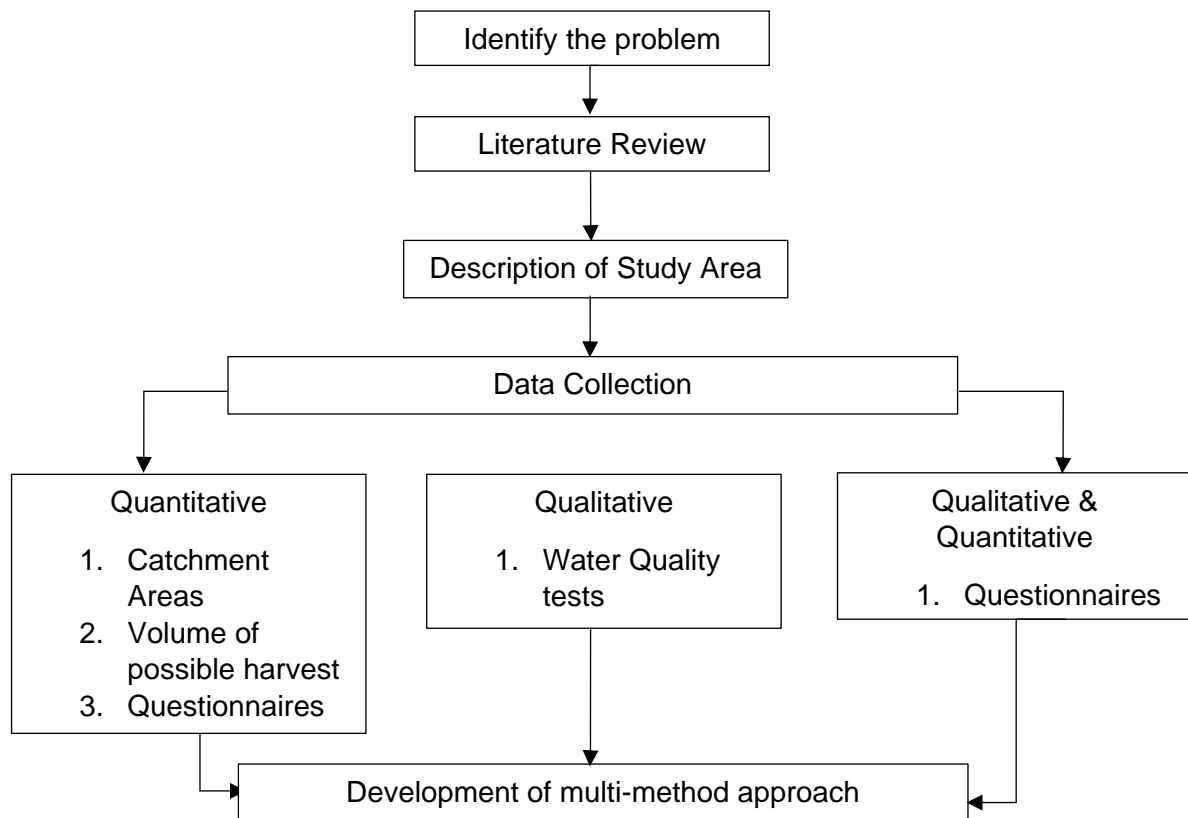 Identify the problem
Literature Review
Description of Study Area
Data Collection
Quantitative
1. Catchment
Areas
2. Volume of
possible harvest
3. Questionnaires
Qualitative
1. Water Quality
tests
Qualitative &
Quantitative
1. Questionnaires
Development of multi-method approach